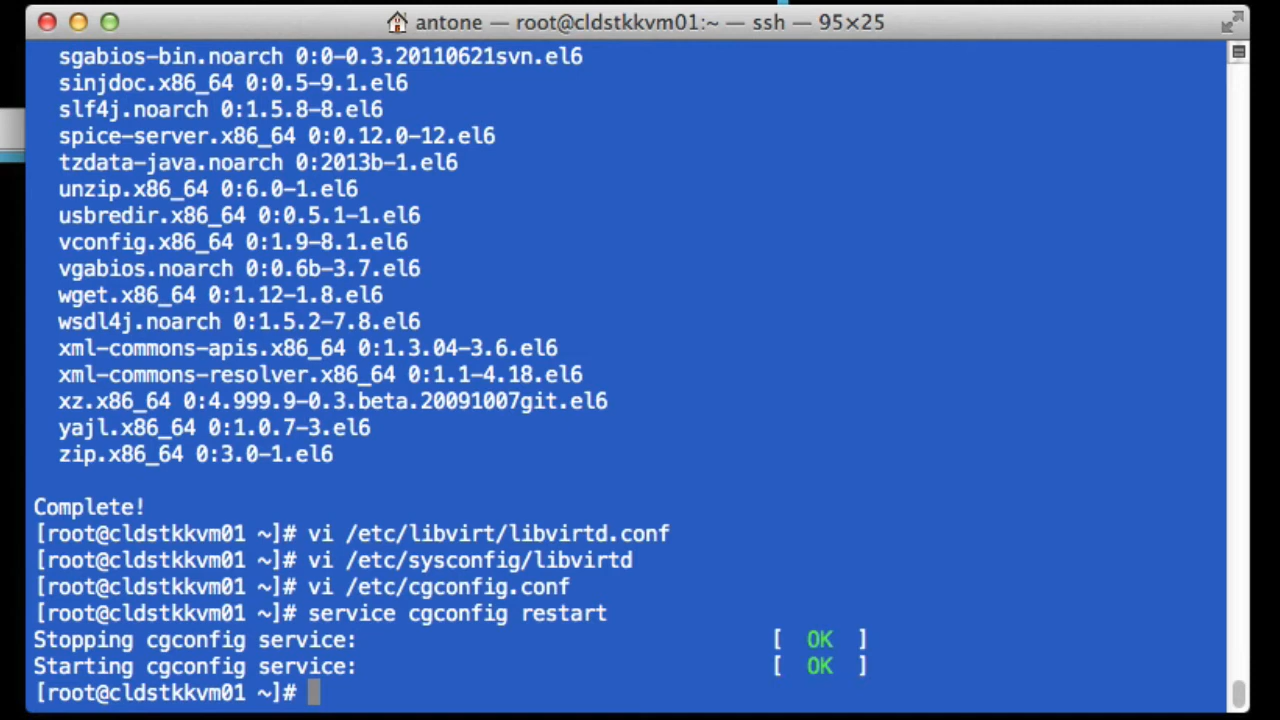 antone — root@cldstkkvm01:~ — ssh — 95×25
sgabios-bin.noarch 0:0-0.3.20110621svn.el6
sinjdoc.x86_64 0:0.5-9.1.el6
slf4j.noarch 0:1.5.8-8.el6
spice-server.x86_64 0:0.12.0-12.el6
tzdata-java.noarch 0:2013b-1.el6
unzip.x86_64 0:6.0-1.el6
usbredir.x86_64 0:0.5.1-1.el6
vconfig.x86_64 0:1.9-8.1.el6
vgabios.noarch 0:0.6b-3.7.el6
wget.x86_64 0:1.12-1.8.el6
wsdl4j.noarch 0:1.5.2-7.8.el6
xml-commons-apis.x86_64 0:1.3.04-3.6.el6
xml-commons-resolver.x86_64 0:1.1-4.18.el6
xz.x86_64 0:4.999.9-0.3.beta.20091007git.el6
yajl.x86_64 0:1.0.7-3.el6
zip.x86_64 0:3.0-1.el6
Complete!
[root@cldstkkvm01 ~]# vi /etc/libvirt/libvirtd.conf
[root@cldstkkvm01 ~]# vi /etc/sysconfig/libvirtd
[root@cldstkkvm01 ~]# vi /etc/cgconfig.conf
[root@cldstkkvm01 ~]# service cgconfig restart
Stopping cgconfig service: [ OK ]
Starting cgconfig service: [ OK ]
[root@cldstkkvm01 ~]#